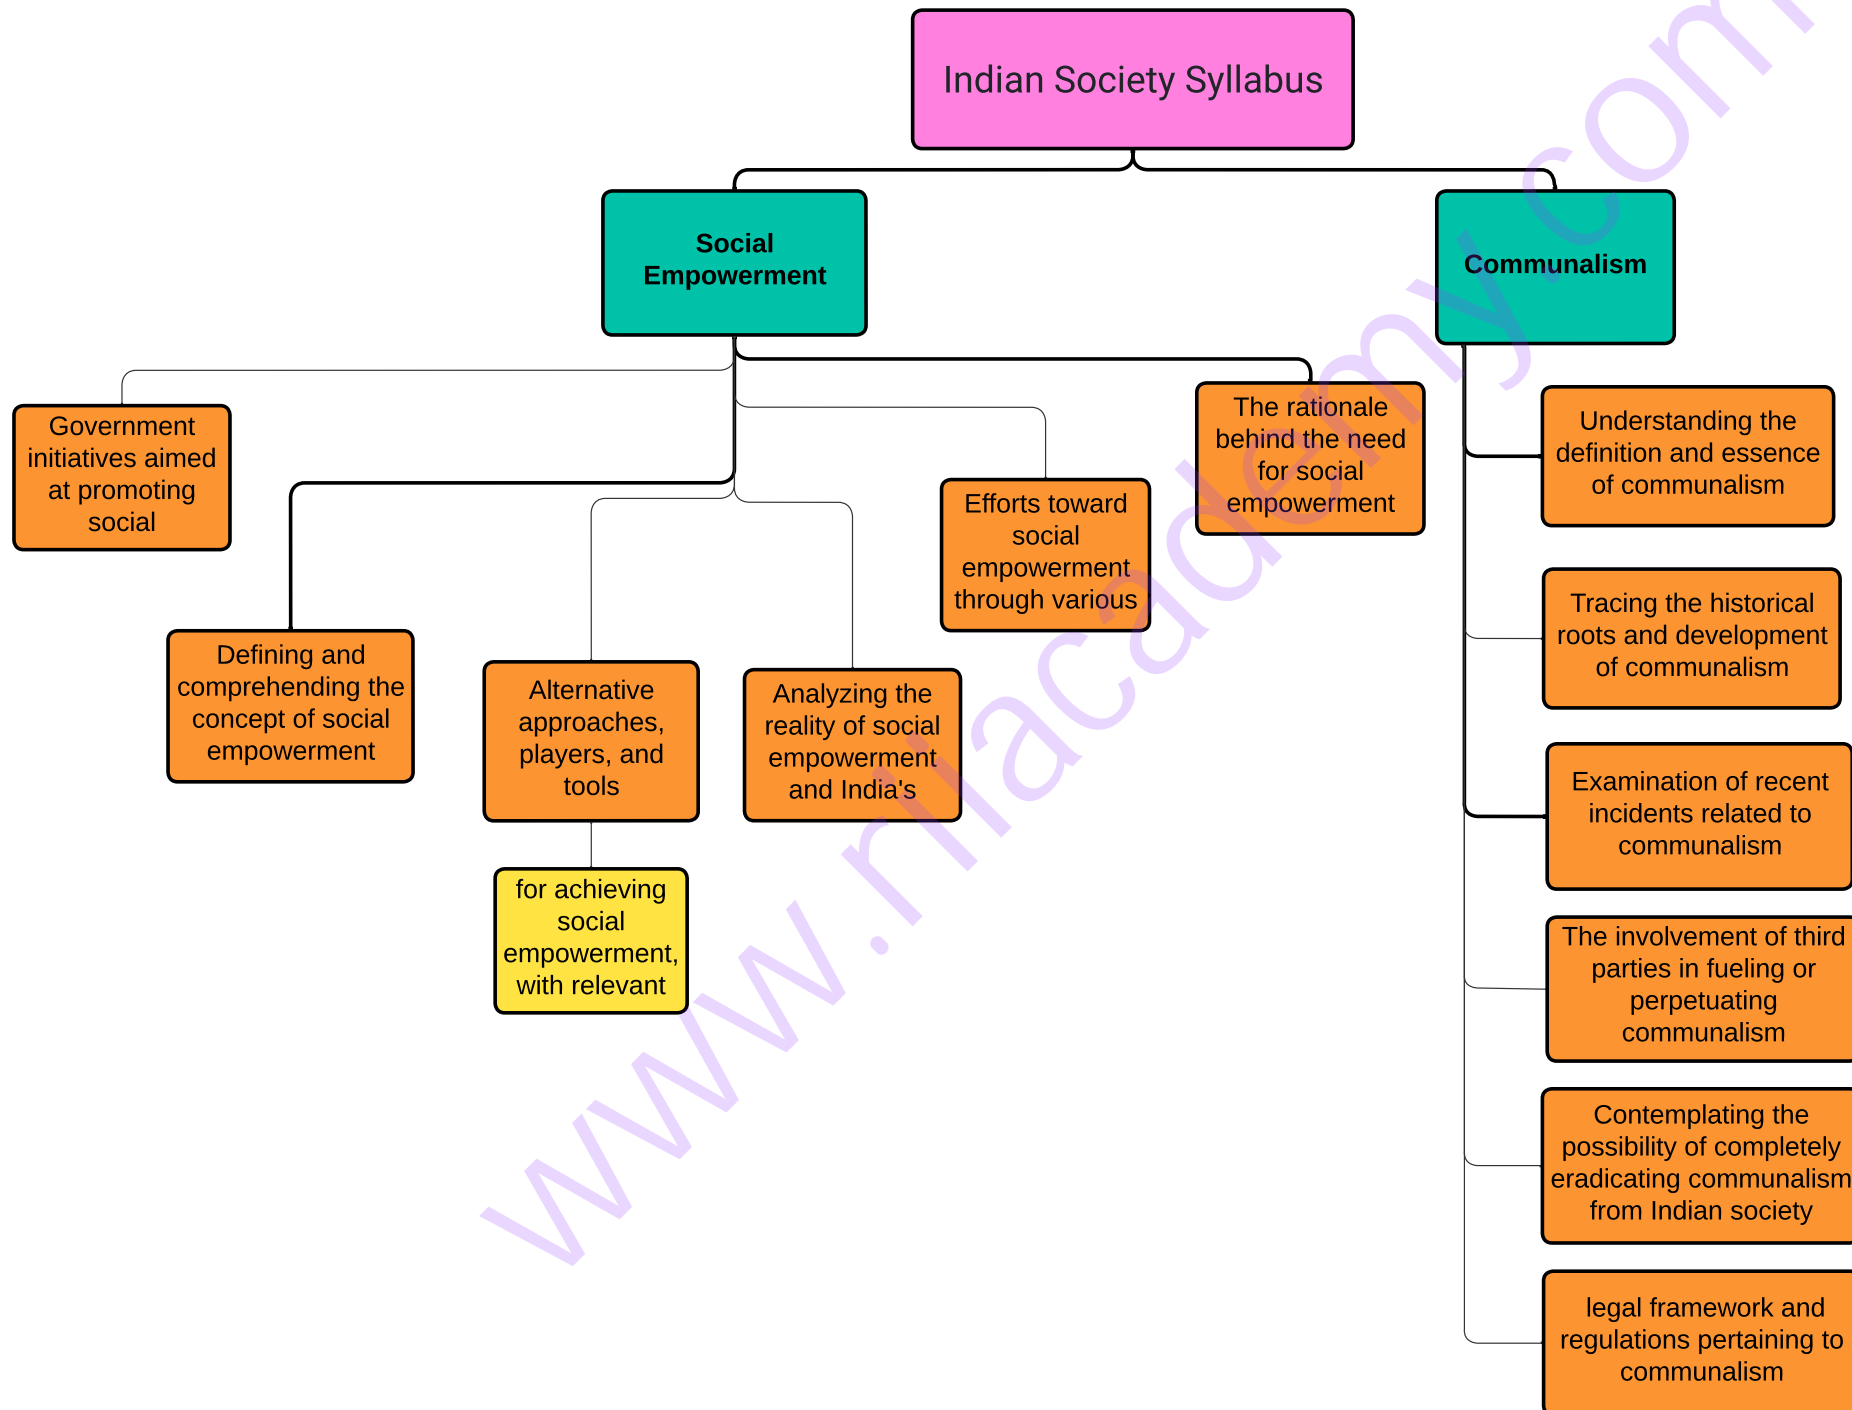 Indian Society Syllabus
Social
Empowerment
Communalism
Government
initiatives aimed
at promoting
social
Defining and
comprehending the
concept of social
empowerment
Alternative
approaches,
players, and
tools
for achieving
social
empowerment,
with relevant
Analyzing the
reality of social
empowerment
and India's
Efforts toward
social
empowerment
through various
The rationale
behind the need
for social
empowerment
Understanding the
definition and essence
of communalism
Tracing the historical
roots and development
of communalism
Examination of recent
incidents related to
communalism
The involvement of third
parties in fueling or
perpetuating
communalism
Contemplating the
possibility of completely
eradicating communalism
from Indian society
legal framework and
regulations pertaining to
communalism